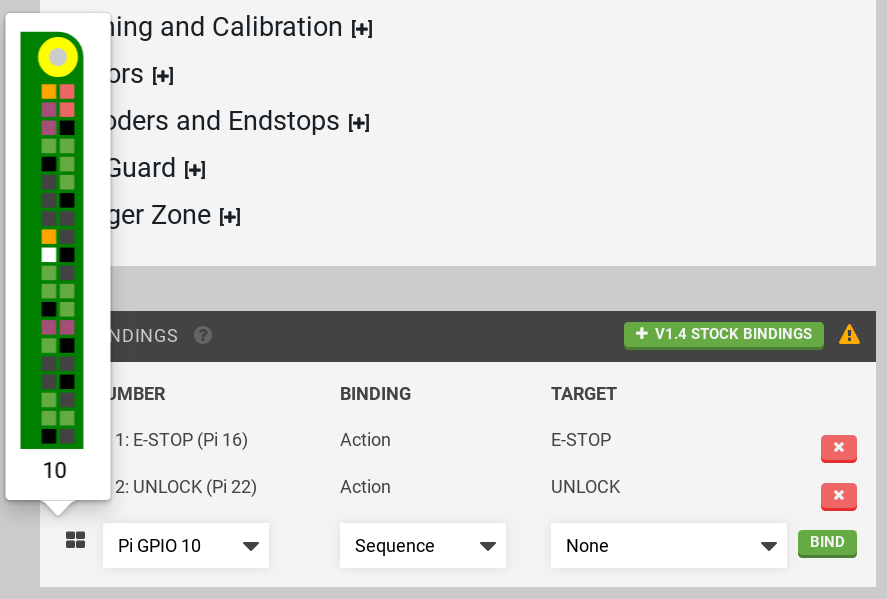 ning and Calibration [+]
ors [+]
oders and Endstops [+]
Guard [+]
ger Zone [+]
NDINGS ?
+ V1.4 STOCK BINDINGS
UMBER BINDING TARGET
1: E-STOP (Pi 16) Action E-STOP
2: UNLOCK (Pi 22) Action UNLOCK
10
Pi GPIO 10 Sequence None BIND